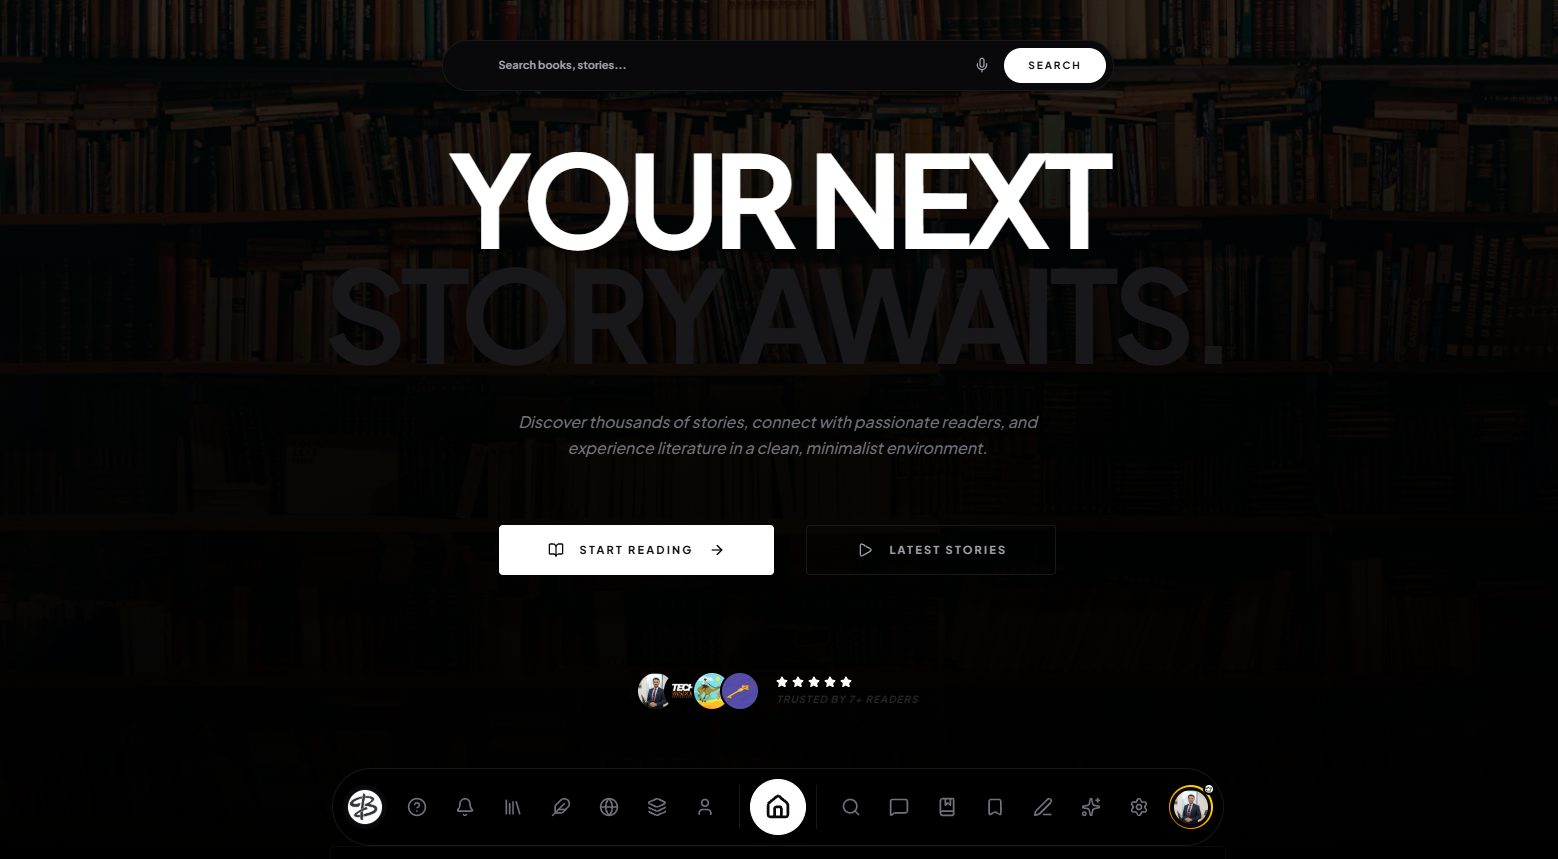 Search books, stories...
SEARCH
YOUR NEXT
STORY AWAITS.
Discover thousands of stories, connect with passionate readers, and
experience literature in a clean, minimalist environment.
START READING
LATEST STORIES
TECH
TRUSTED BY 7+ READERS